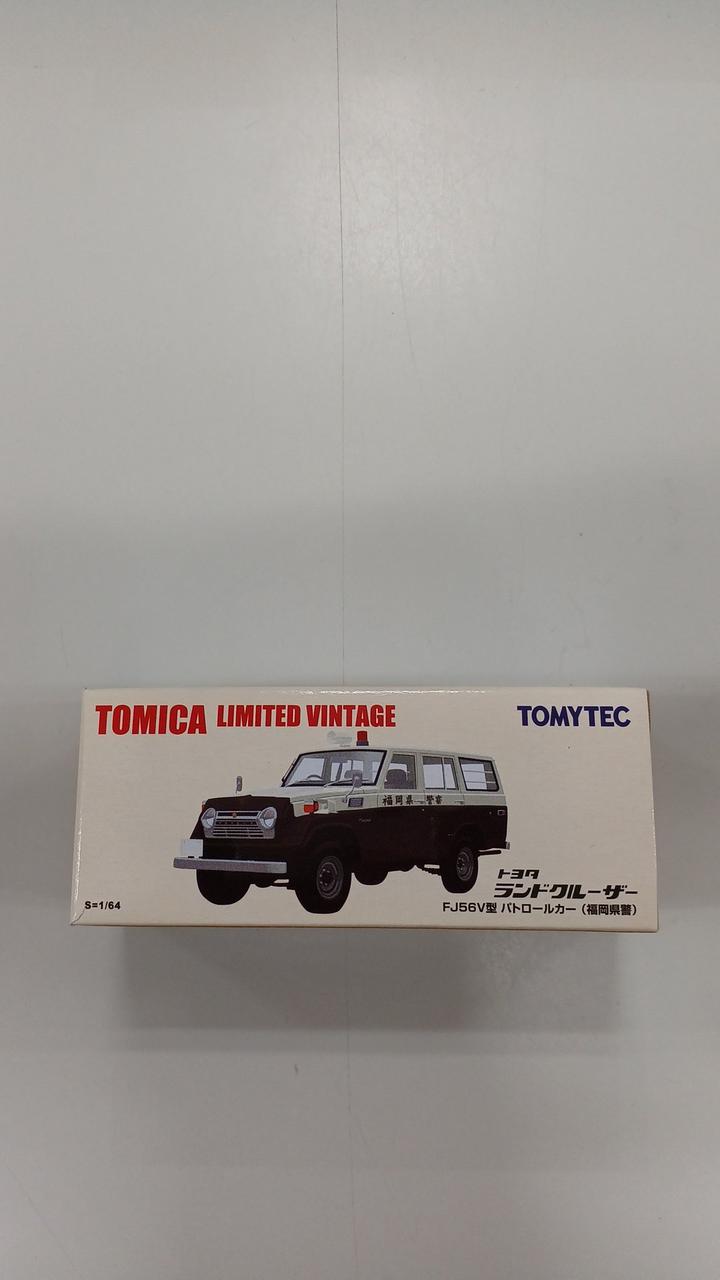 TOMICA LIMITED VINTAGE
TOMYTEC
福岡県 警察
トヨタ
ランドクルーザー
S=1/64
FJ56V型 パトロールカー（福岡県警）